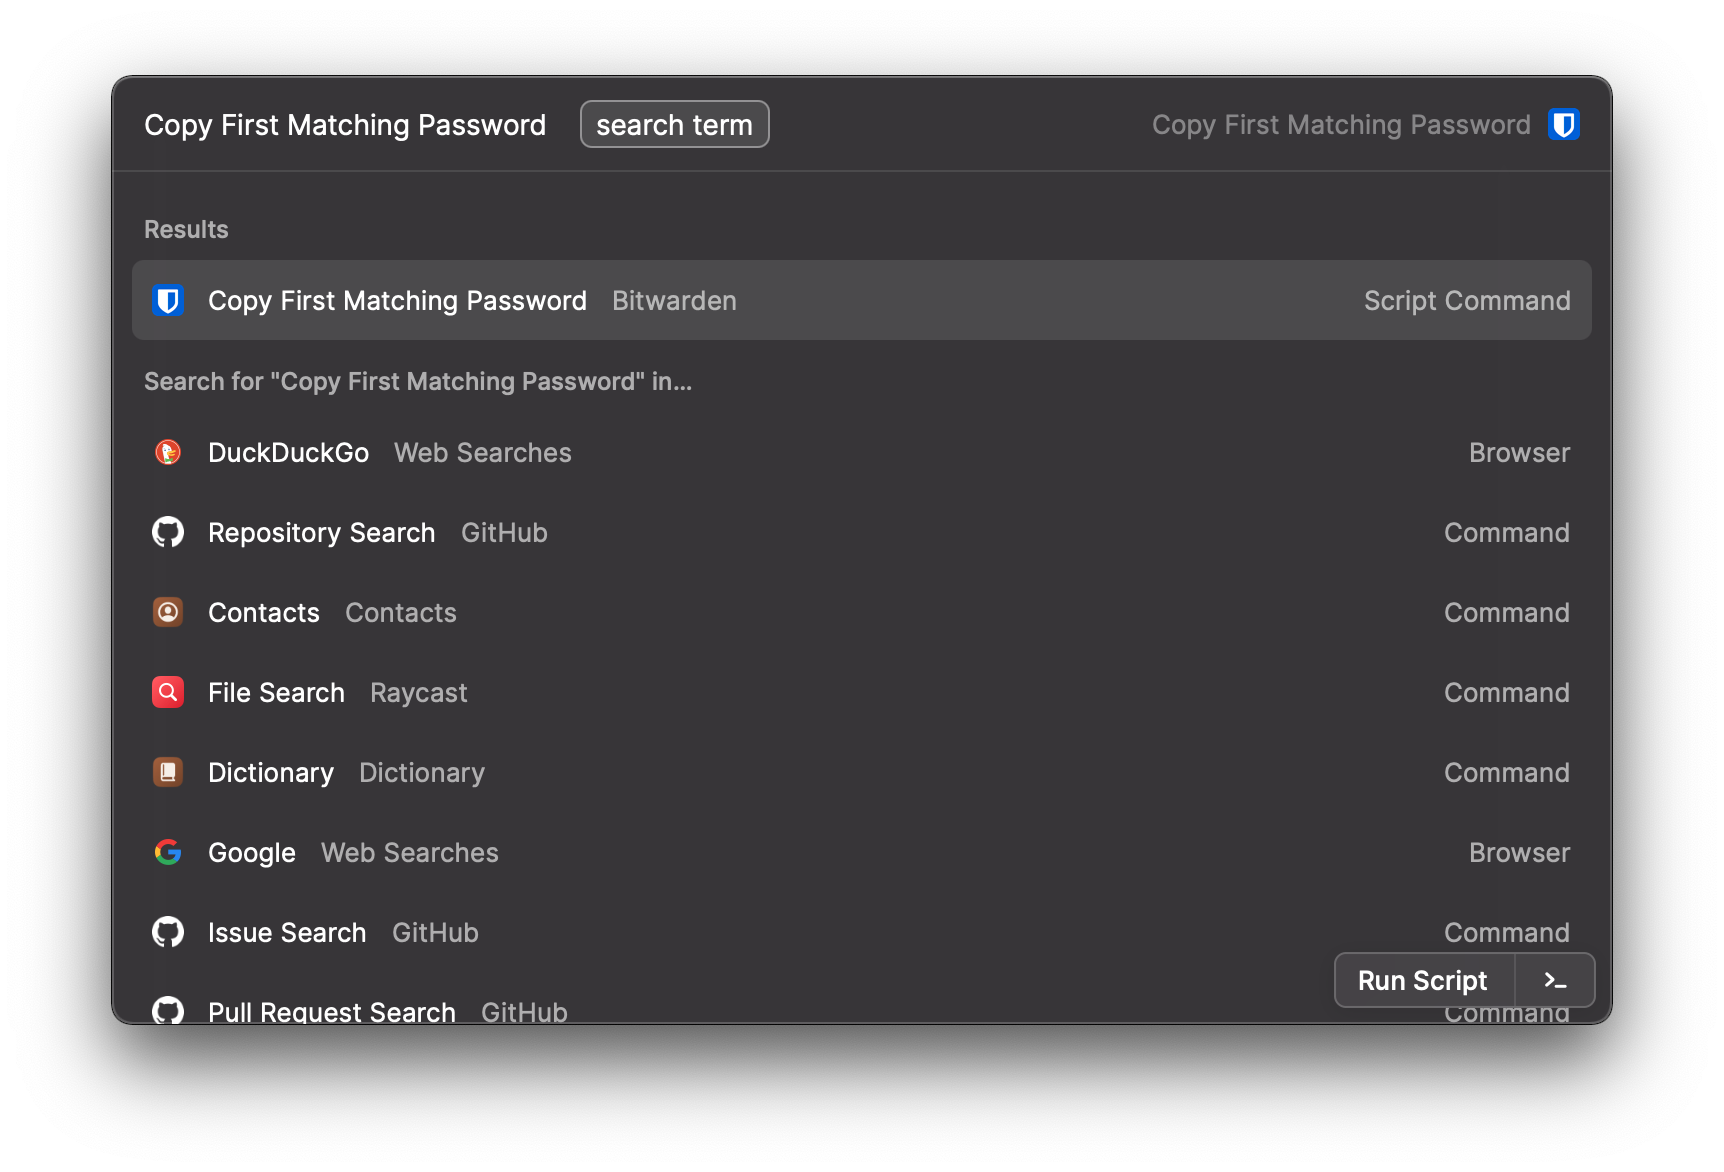 Copy First Matching Password search term Copy First Matching Password
Results
Copy First Matching Password Bitwarden Script Command
Search for "Copy First Matching Password" in...
DuckDuckGo Web Searches Browser
Repository Search GitHub Command
Contacts Contacts Command
File Search Raycast Command
Dictionary Dictionary Command
Google Web Searches Browser
Issue Search GitHub Command
Run Script >_
Pull Request Search GitHub Command